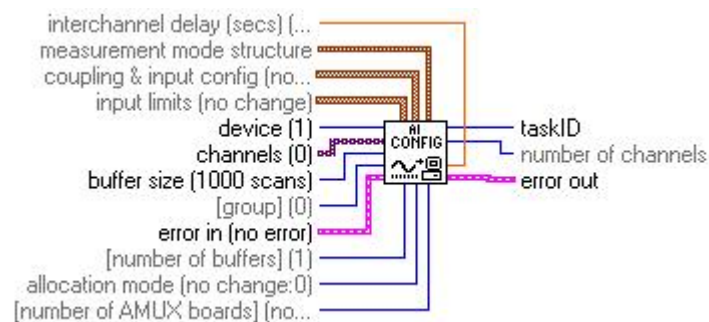 interchannel delay (secs) (...
measurement mode structure
coupling & input config (no...
input limits (no change)
device (1)
channels (0)
buffer size (1000 scans)
[group] (0)
error in (no error)
[number of buffers] (1)
allocation mode (no change:0)
[number of AMUX boards] (no...
AI
CONFIG
taskID
number of channels
error out